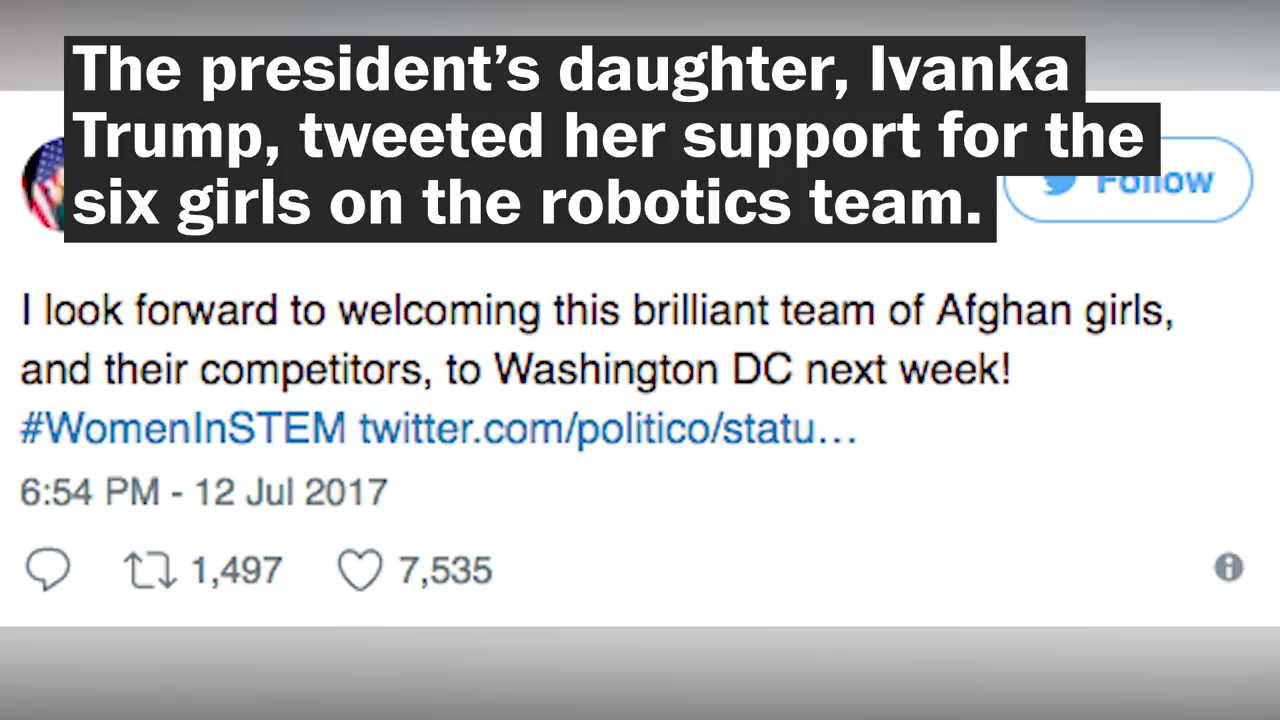 The president’s daughter, Ivanka
Trump, tweeted her support for the
six girls on the robotics team.
Follow
I look forward to welcoming this brilliant team of Afghan girls,
and their competitors, to Washington DC next week!
#WomenInSTEM twitter.com/politico/statu…
6:54 PM - 12 Jul 2017
1,497 7,535